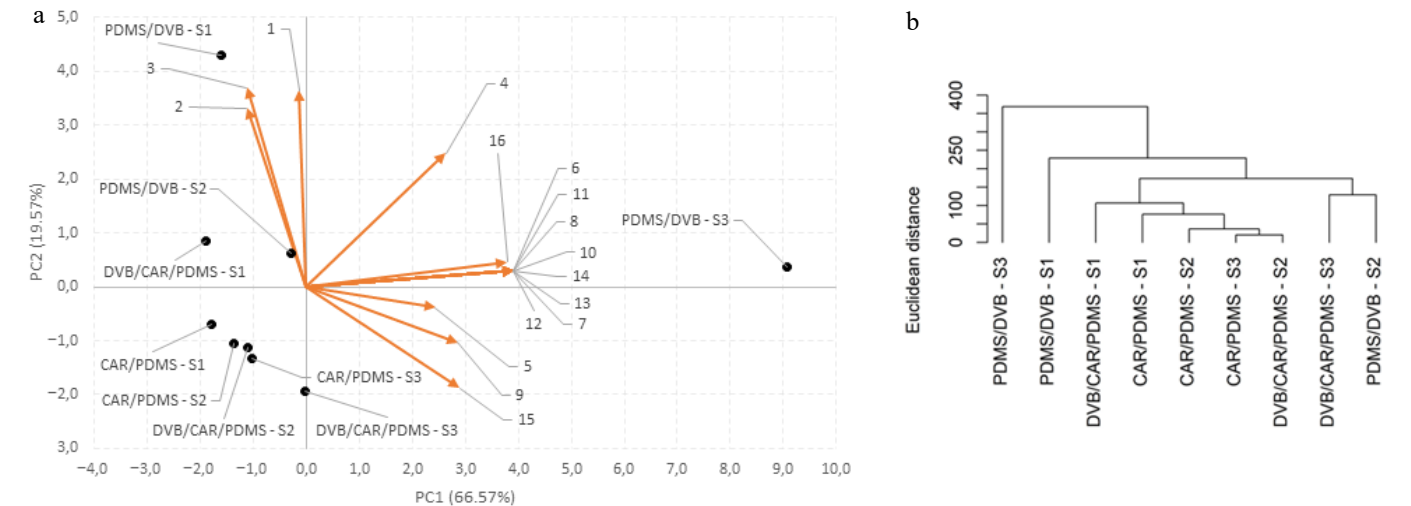 a
5,0
4,0
3,0
2,0
1,0
0,0
−1,0
−2,0
3,0
PC2 (19.57%)
PDMS/DVB - S1
1
3
2
4
16
6
11
8
10
14
13
7
12
PDMS/DVB - S2
PDMS/DVB - S3
DVB/CAR/PDMS - S1
CAR/PDMS - S1
CAR/PDMS - S3
CAR/PDMS - S2
DVB/CAR/PDMS - S2
DVB/CAR/PDMS - S3
5
9
15
−4,0 −3,0 −2,0 −1,0 0,0 1,0 2,0 3,0 4,0 5,0 6,0 7,0 8,0 9,0 10,0
PC1 (66.57%)
b
400
250
100
0
Euclidean distance
PDMS/DVB - S3
PDMS/DVB - S1
DVB/CAR/PDMS - S1
CAR/PDMS - S1
CAR/PDMS - S2
CAR/PDMS - S3
DVB/CAR/PDMS - S2
DVB/CAR/PDMS - S3
PDMS/DVB - S2